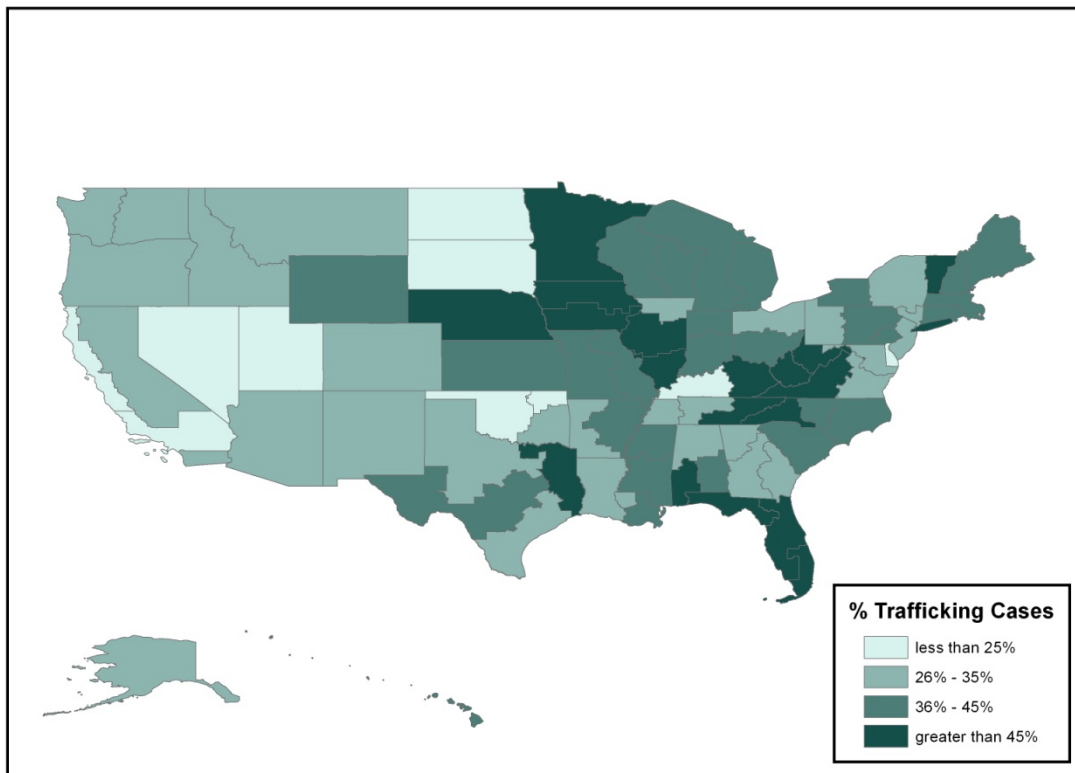 % Trafficking Cases
less than 25%
26% - 35%
36% - 45%
greater than 45%